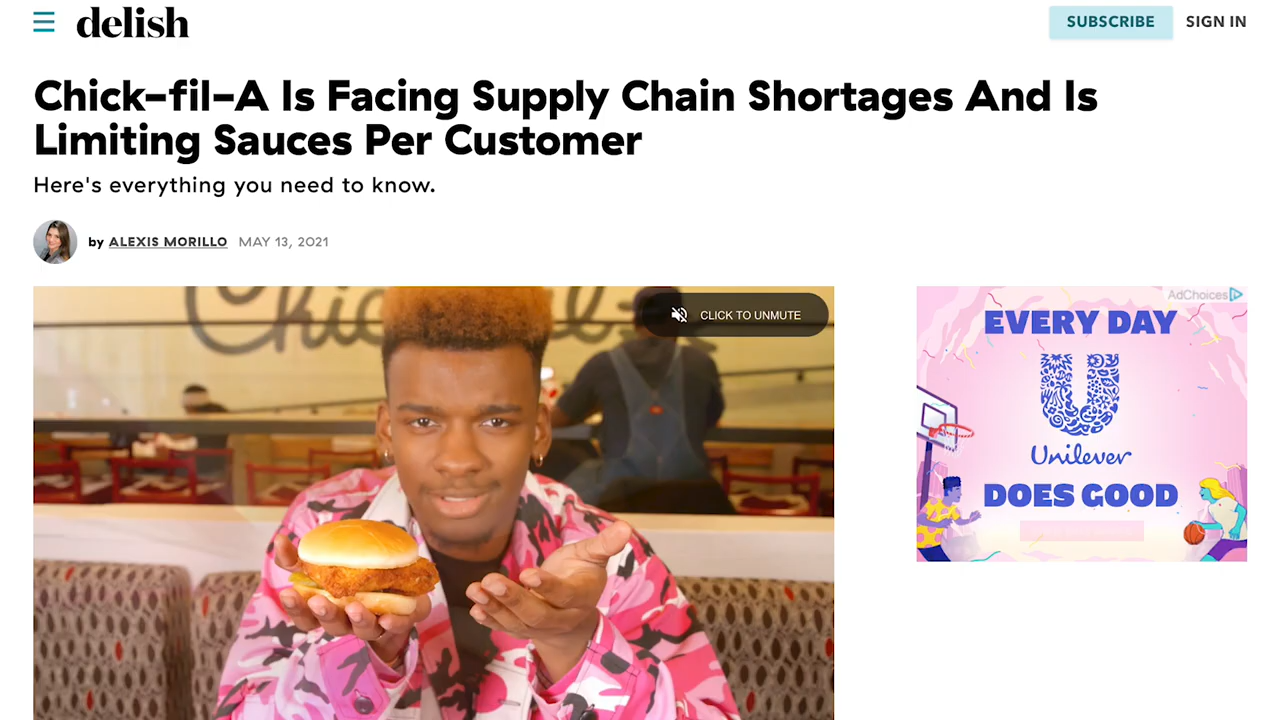 delish
SUBSCRIBE
SIGN IN
Chick-fil-A Is Facing Supply Chain Shortages And Is
Limiting Sauces Per Customer
Here's everything you need to know.
by ALEXIS MORILLO MAY 13, 2021
CLICK TO UNMUTE
AdChoices
EVERY DAY
U
Unilever
DOES GOOD